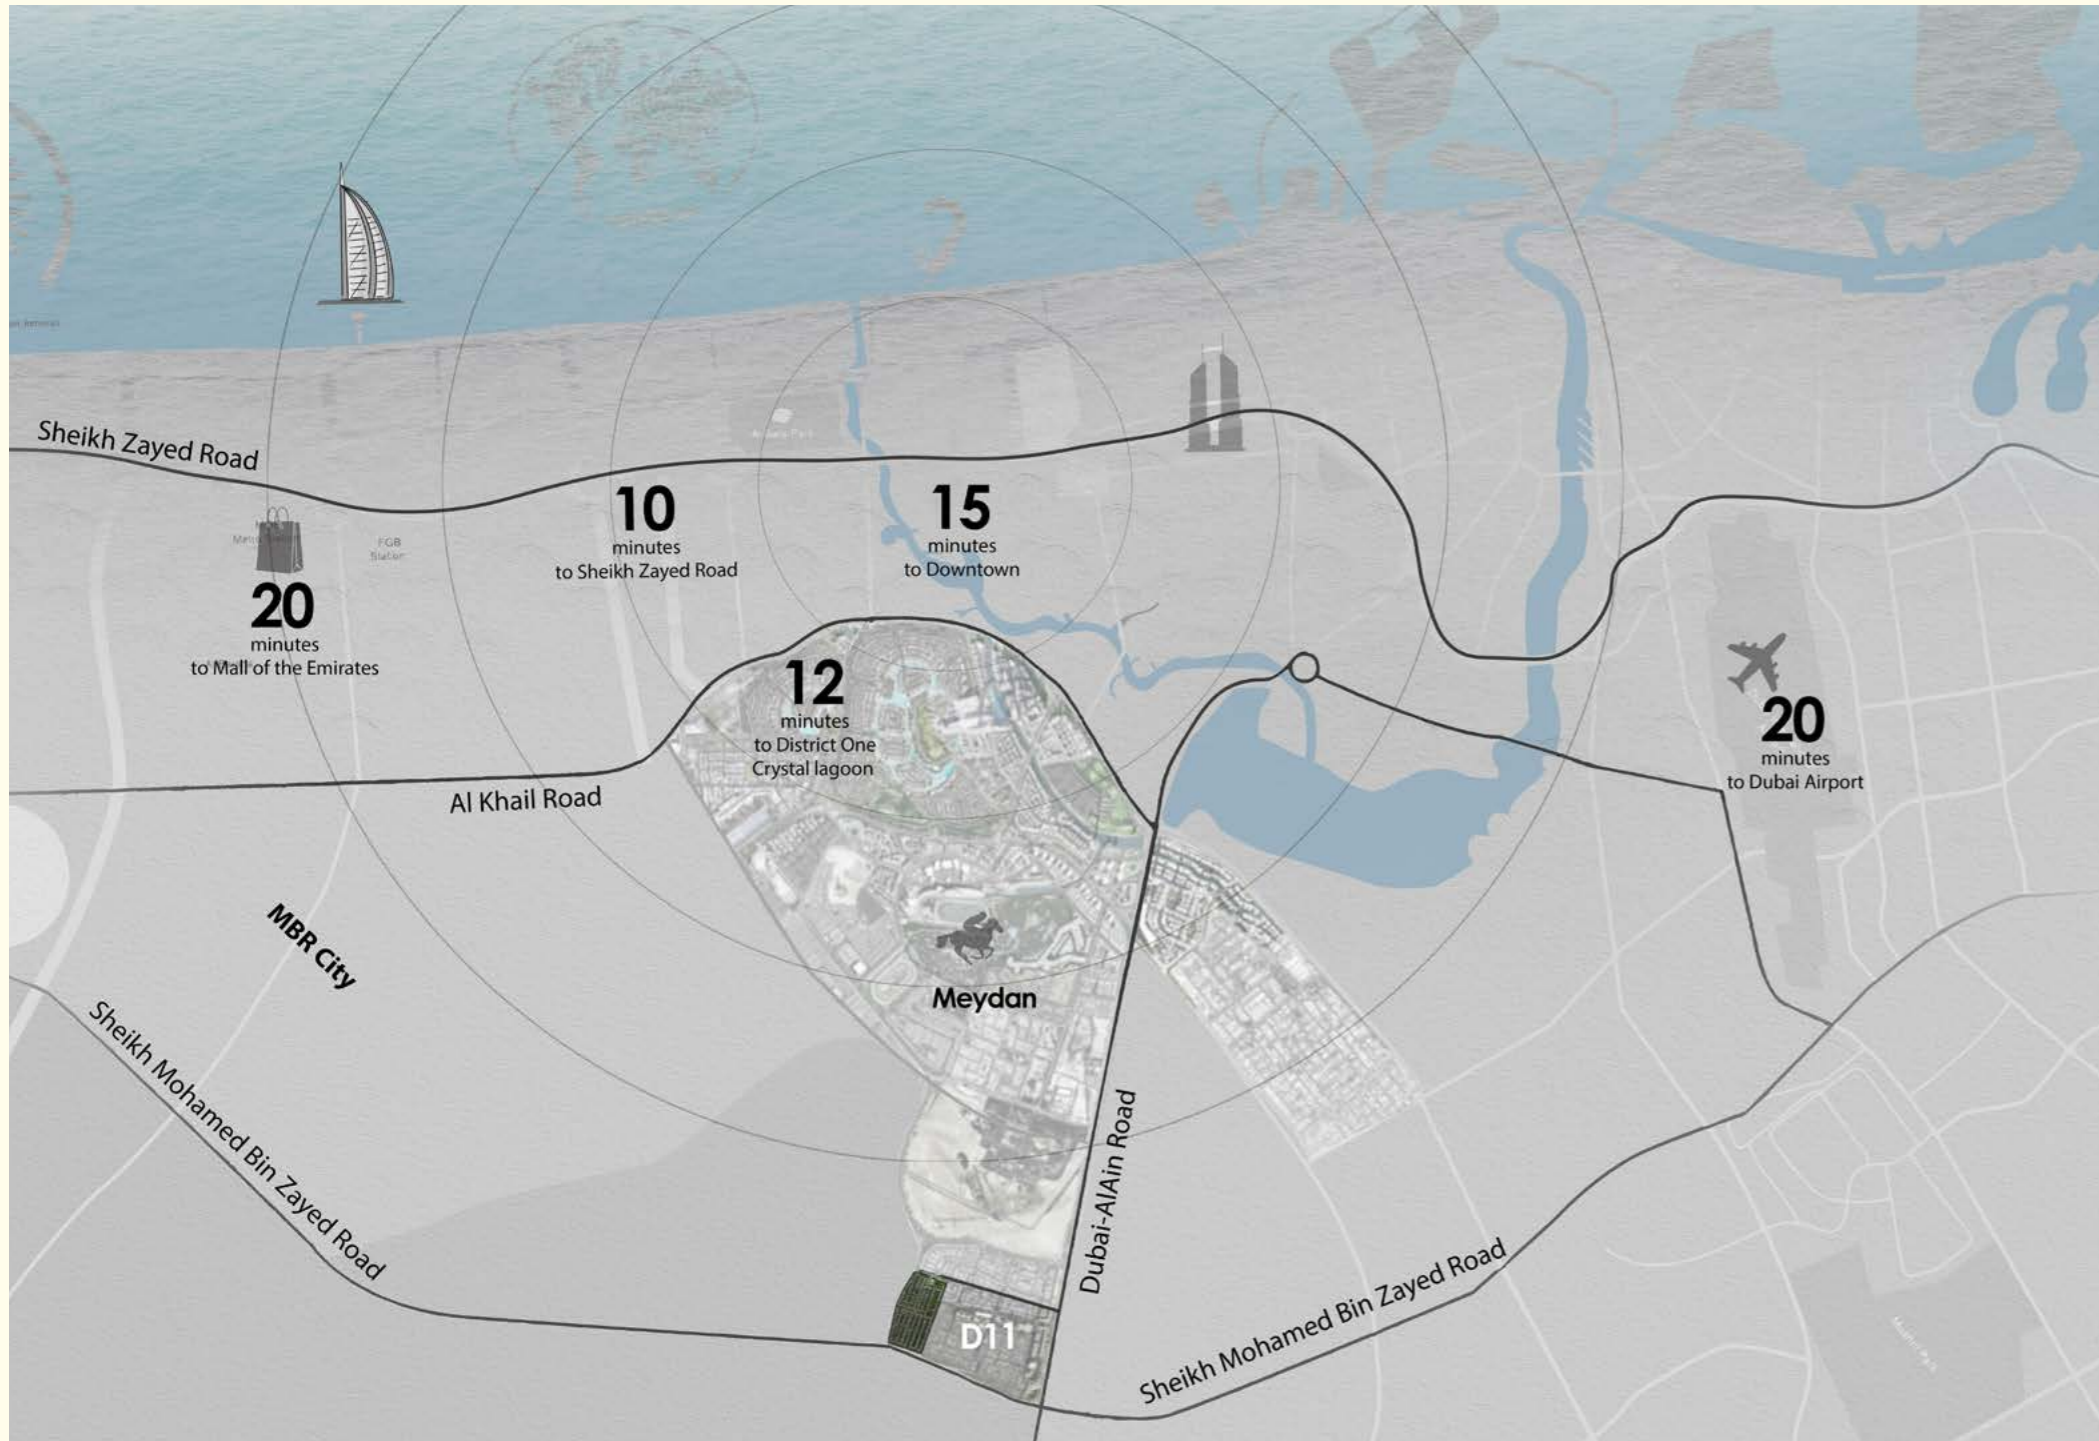 Sheikh Zayed Road
10
minutes
to Sheikh Zayed Road
15
minutes
to Downtown
FGB
Station
20
minutes
to Mall of the Emirates
12
minutes
to District One
Crystal lagoon
20
minutes
to Dubai Airport
Al Khail Road
MBR City
Meydan
Sheikh Mohamed Bin Zayed Road
Dubai-AlAin Road
D11
Sheikh Mohamed Bin Zayed Road